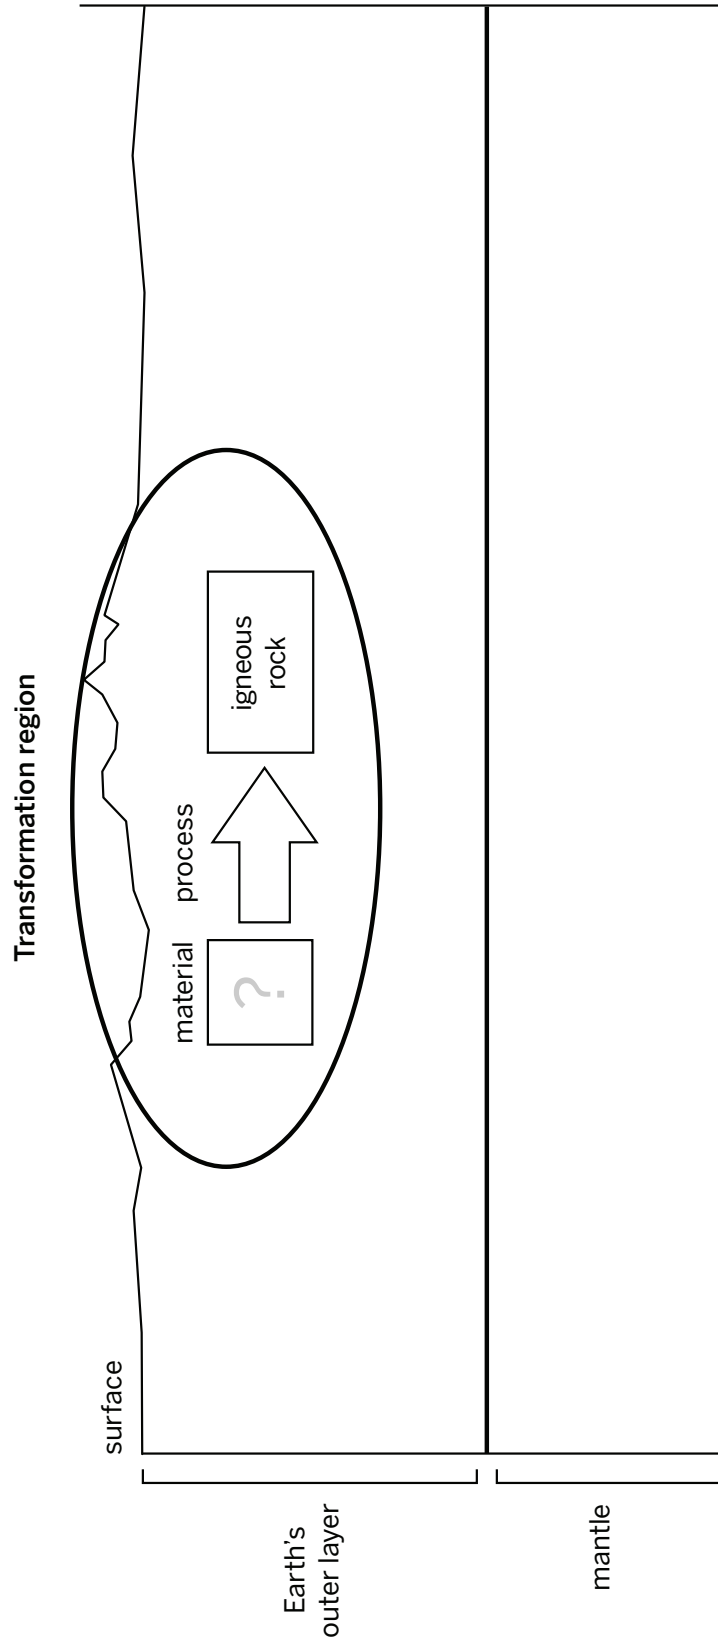 Transformation region
surface
material
process
?
igneous
rock
Earth's
outer layer
mantle